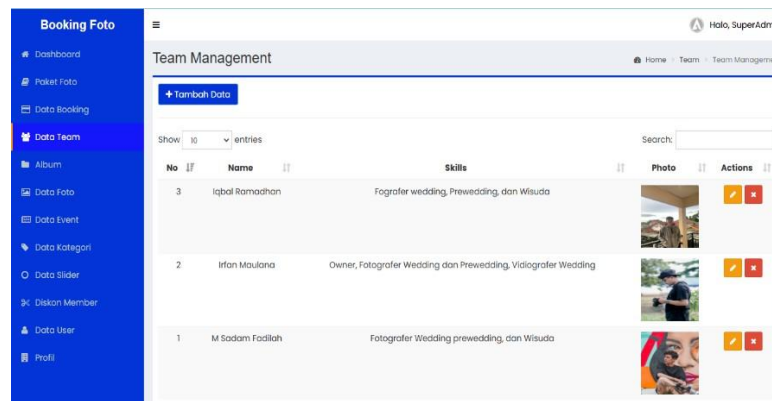 Booking Foto
Halo, SuperAdm
Dashboard
Team Management
Home
Team
Team Managem
Paket Foto
+ Tambah Data
Data Booking
Data Team
Show 10 entries
Search:
Album
No Name Skills Photo Actions
Data Foto
3 Iqbal Ramadhan Fografer wedding, Prewedding, dan Wisuda
Data Event
Data Kategori
2 Irfan Maulana Owner, Fotografer Wedding dan Prewedding, Vidiografer Wedding
Data Slider
Diskon Member
Data User
1 M Sadam Fadilah Fotografer Wedding prewedding, dan Wisuda
Profil